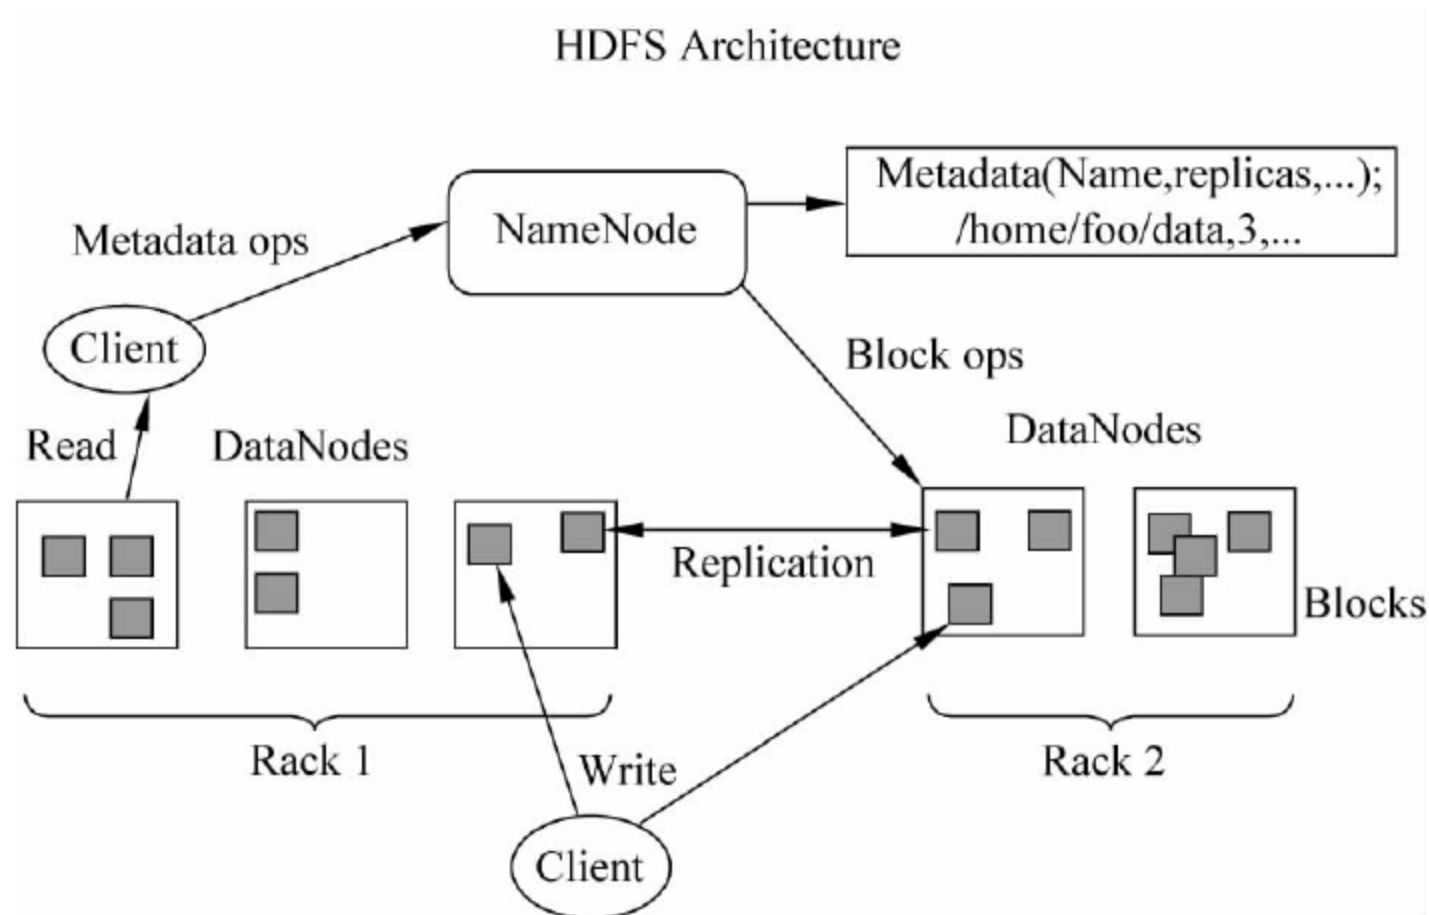 HDFS Architecture
Metadata(Name,replicas,...);
/home/foo/data,3,...
NameNode
Metadata ops
Client
Block ops
Read
DataNodes
DataNodes
Replication
Blocks
Rack 1
Write
Rack 2
Client